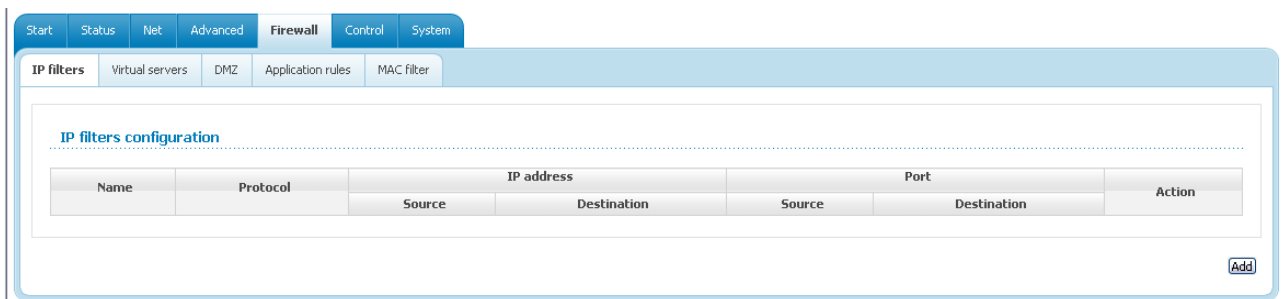 Start Status Net Advanced Firewall Control System
IP filters Virtual servers DMZ Application rules MAC filter
IP filters configuration
Name Protocol IP address Port Action
Source Destination Source Destination
Add